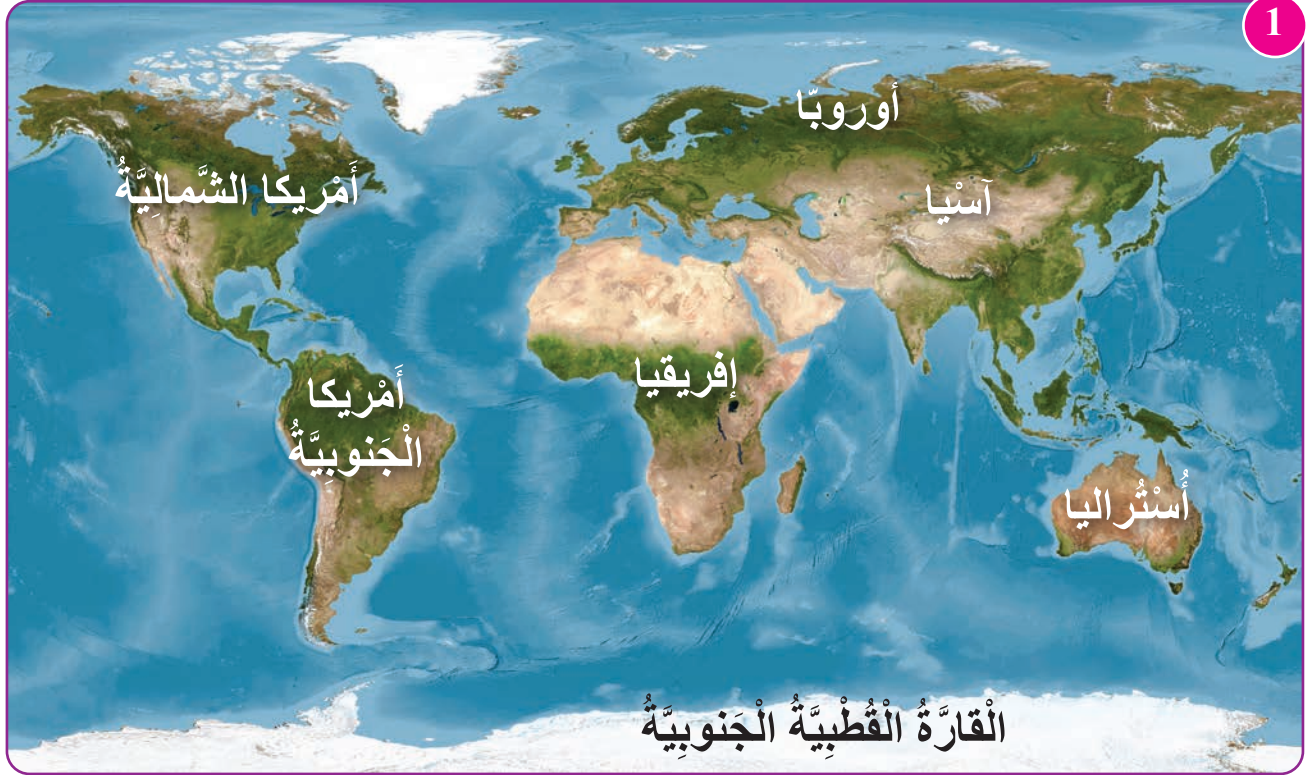 1
أوروبّا
أَمْريكا الشَّمالِيَّةُ
آسْيا
إفريقيا
أَمْريكا
الْجَنوبِيَّةُ
أُسْتُراليا
الْقارَّةُ الْقُطْبِيَّةُ الْجَنوبِيَّةُ